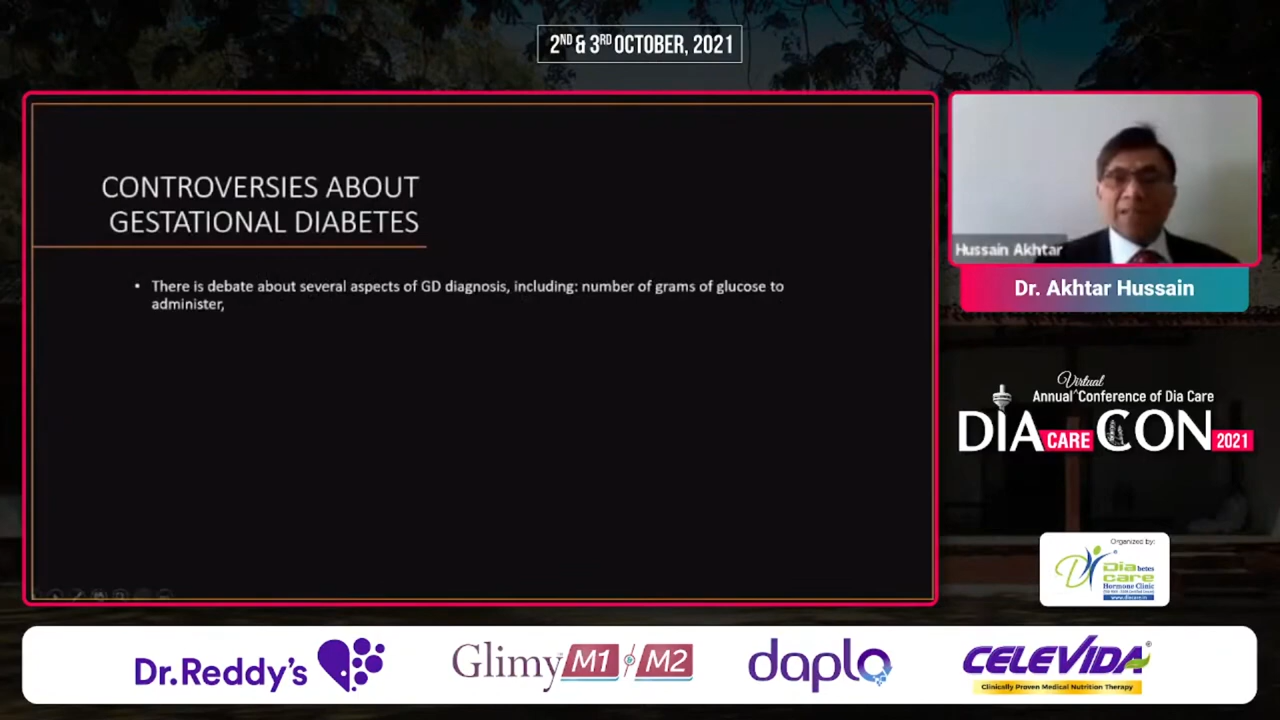 2ND & 3RD OCTOBER, 2021
CONTROVERSIES ABOUT
GESTATIONAL DIABETES
• There is debate about several aspects of GD diagnosis, including: number of grams of glucose to
administer,
Hussain Akhtar
Dr. Akhtar Hussain
Virtual
Annual ^ Conference of Dia Care
DIA CARE CON 2021
Organized by:
Diabetes
care
Hormone Clinic
www.diacare.in
Dr.Reddy's
Glimy M1 / M2
daplo
CELEVIDA®
Clinically Proven Medical Nutrition Therapy